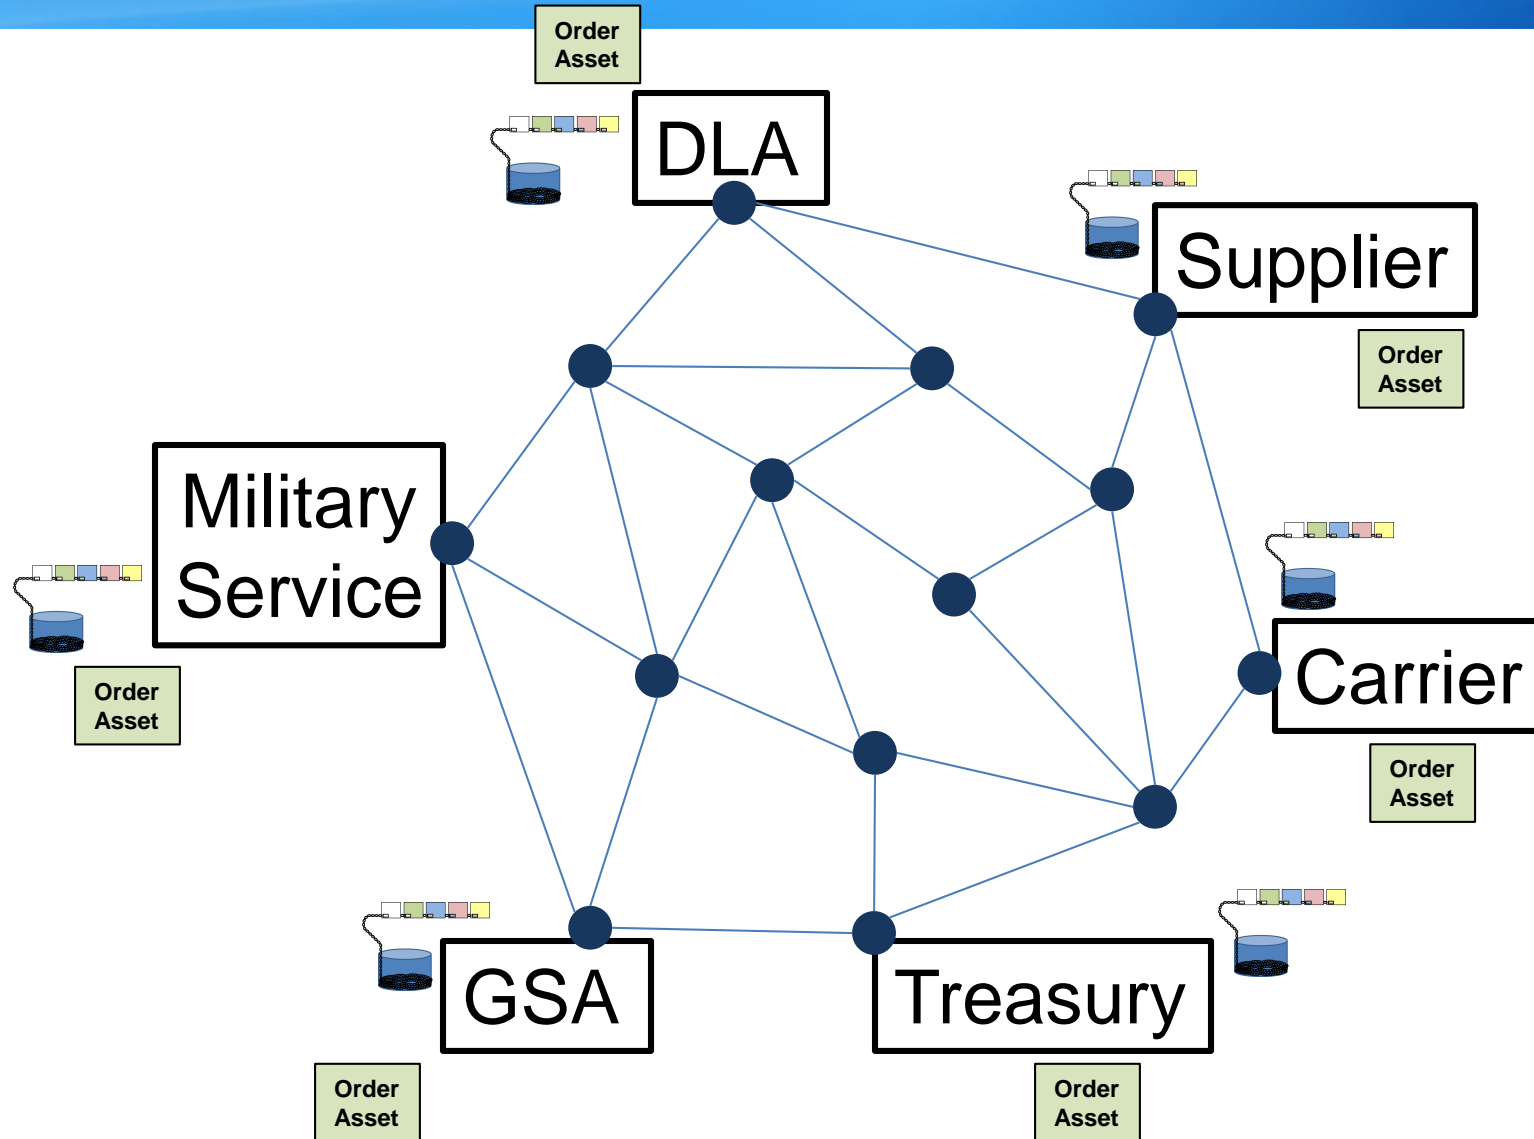 Order
Asset
DLA
Supplier
Order
Asset
Military
Service
Order
Asset
Carrier
Order
Asset
GSA
Treasury
Order
Asset
Order
Asset